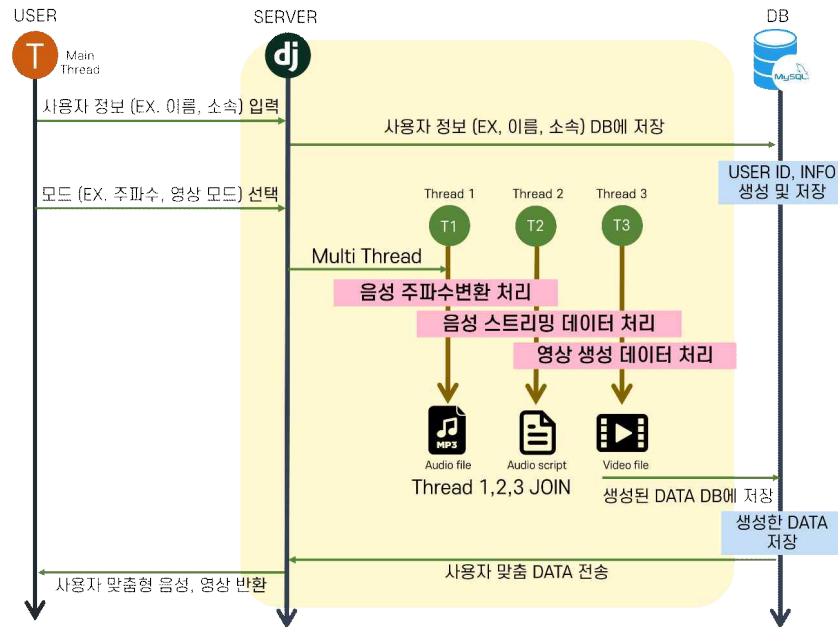 USER
SERVER
DB
T
Main
Thread
dj
MySQL
사용자 정보 (EX. 이름, 소속) 입력
사용자 정보 (EX, 이름, 소속) DB에 저장
USER ID, INFO
생성 및 저장
모드 (EX. 주파수, 영상 모드) 선택
Thread 1
Thread 2
Thread 3
T1
T2
T3
Multi Thread
음성 주파수변환 처리
음성 스트리밍 데이터 처리
영상 생성 데이터 처리
MP3
Audio file
Audio script
Video file
Thread 1,2,3 JOIN
생성된 DATA DB에 저장
생성한 DATA
저장
사용자 맞춤 DATA 전송
사용자 맞춤형 음성, 영상 반환